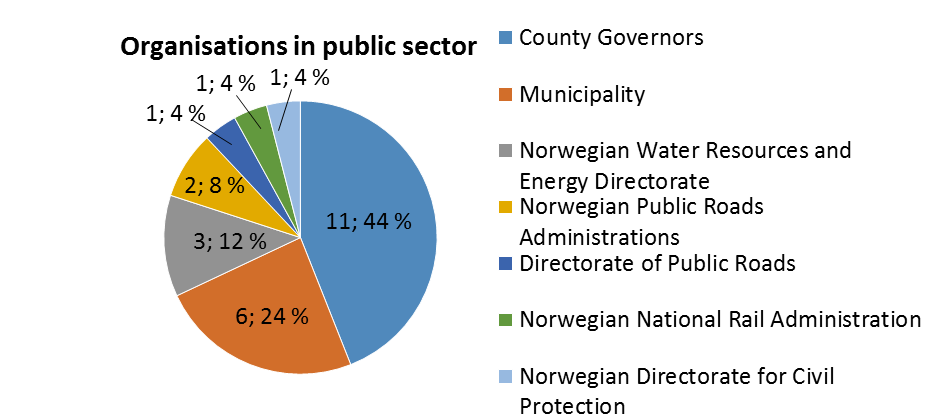 Organisations in public sector
1; 4 %
1; 4 %
1; 4 %
2; 8 %
3; 12 %
6; 24 %
11; 44 %
County Governors
Municipality
Norwegian Water Resources and
Energy Directorate
Norwegian Public Roads
Administrations
Directorate of Public Roads
Norwegian National Rail Administration
Norwegian Directorate for Civil
Protection